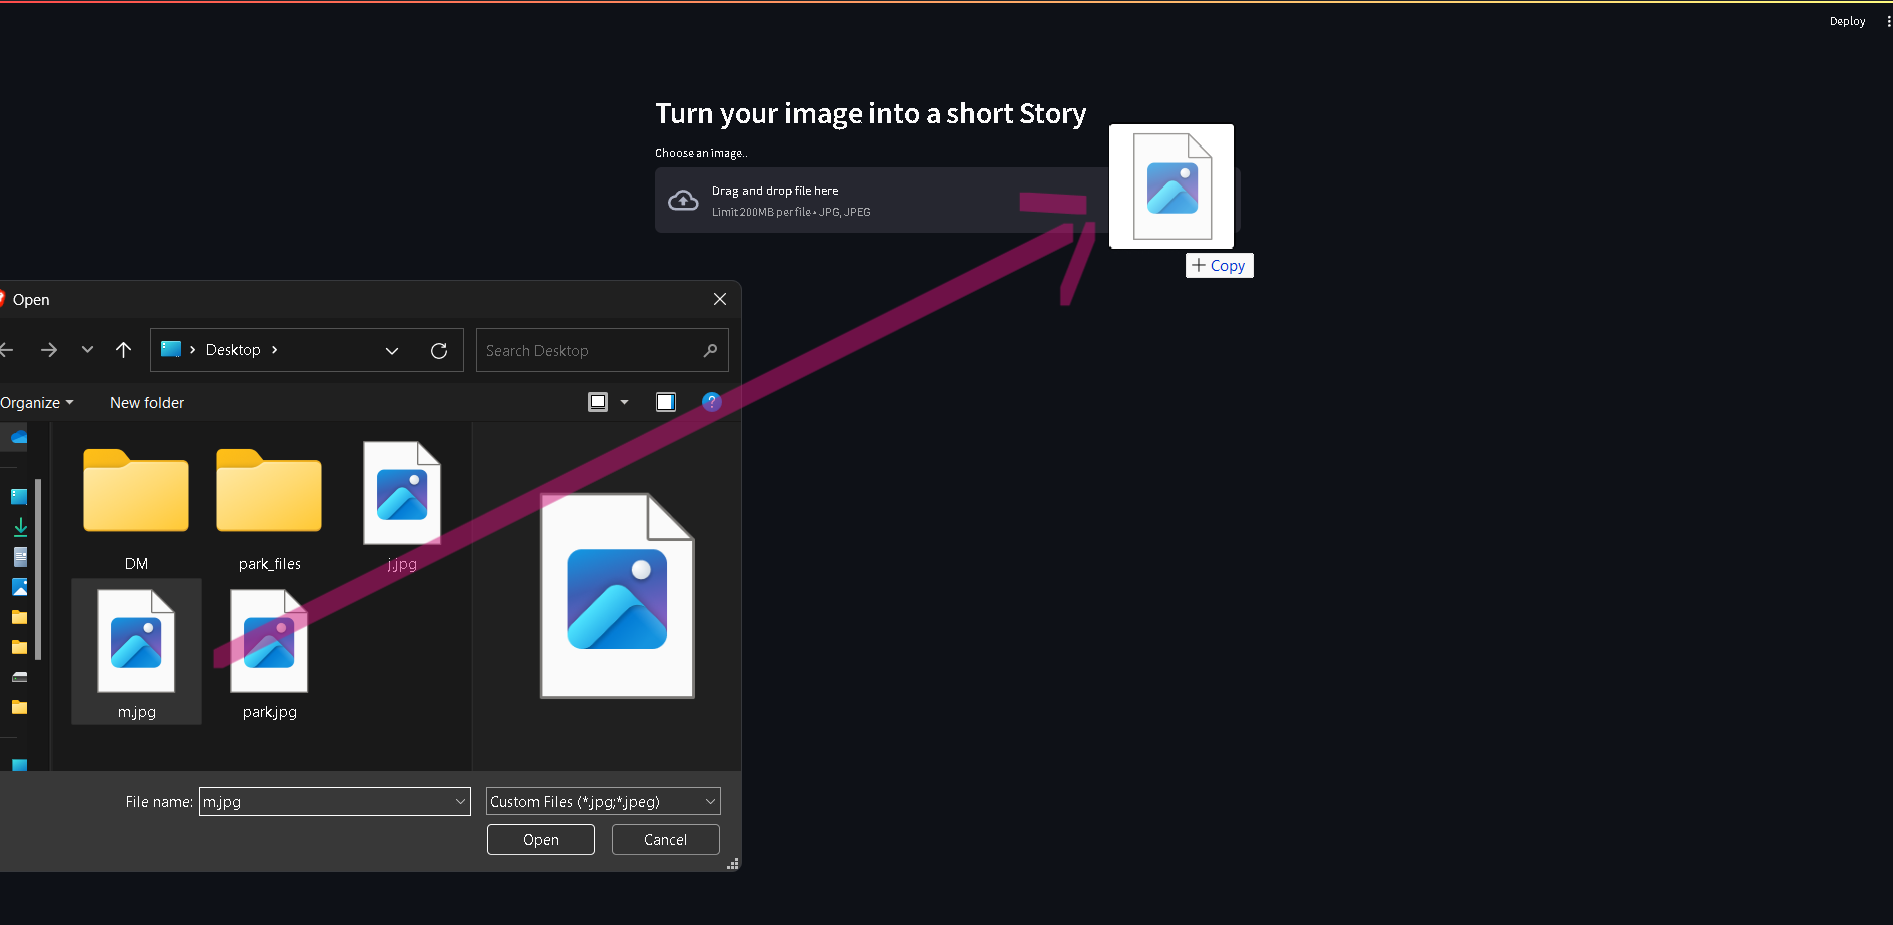 Deploy
Turn your image into a short Story
Choose an image..
Drag and drop file here
Limit 200MB per file • JPG, JPEG
+ Copy
Open
Desktop
Search Desktop
Organize
New folder
?
DM
park_files
j.jpg
m.jpg
park.jpg
File name:
m.jpg
Custom Files (*.jpg;*.jpeg)
Open
Cancel